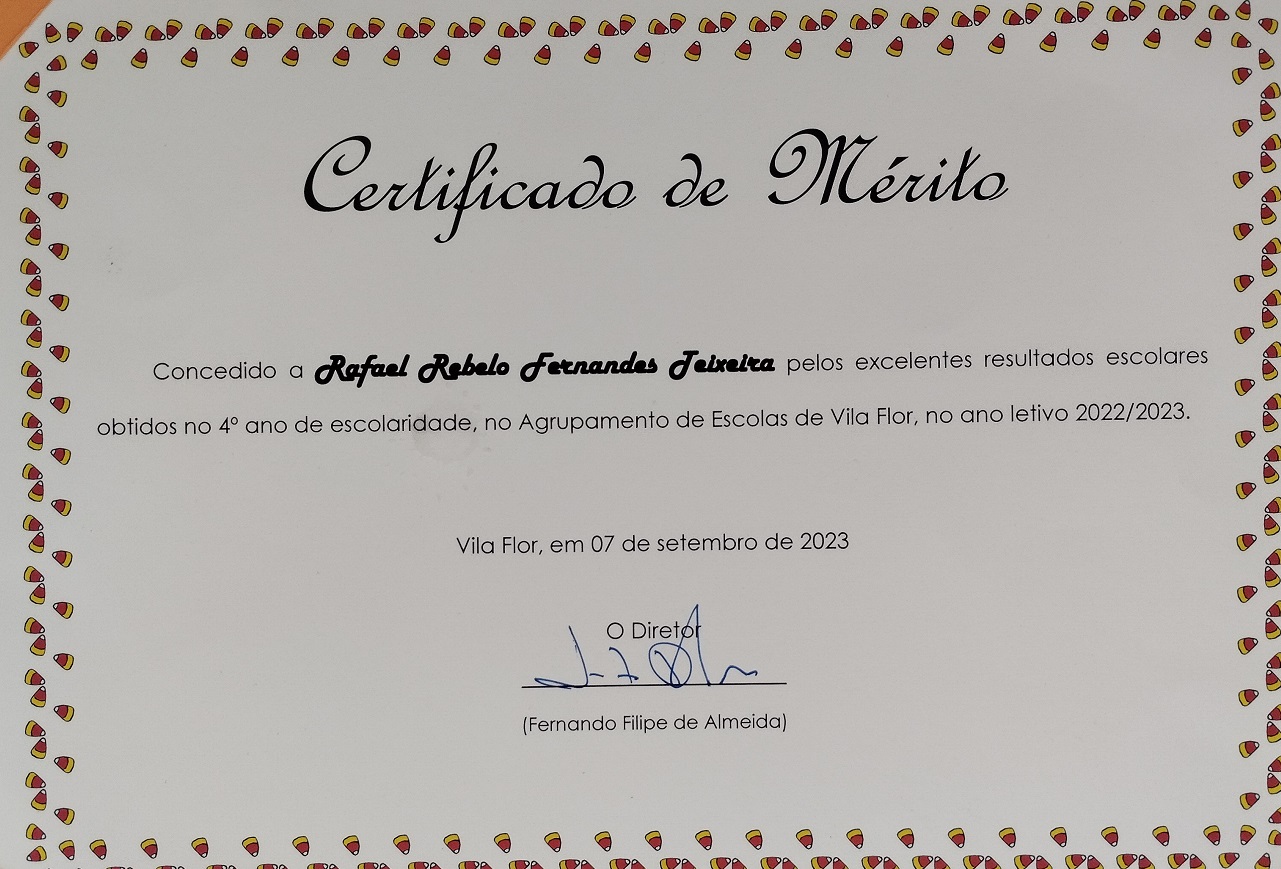 Certificado de Mérito
Concedido a Rafael Rebelo Fernandes Teixeira pelos excelentes resultados escolares
obtidos no 4º ano de escolaridade, no Agrupamento de Escolas de Vila Flor, no ano letivo 2022/2023.
Vila Flor, em 07 de setembro de 2023
O Diretor
(Fernando Filipe de Almeida)